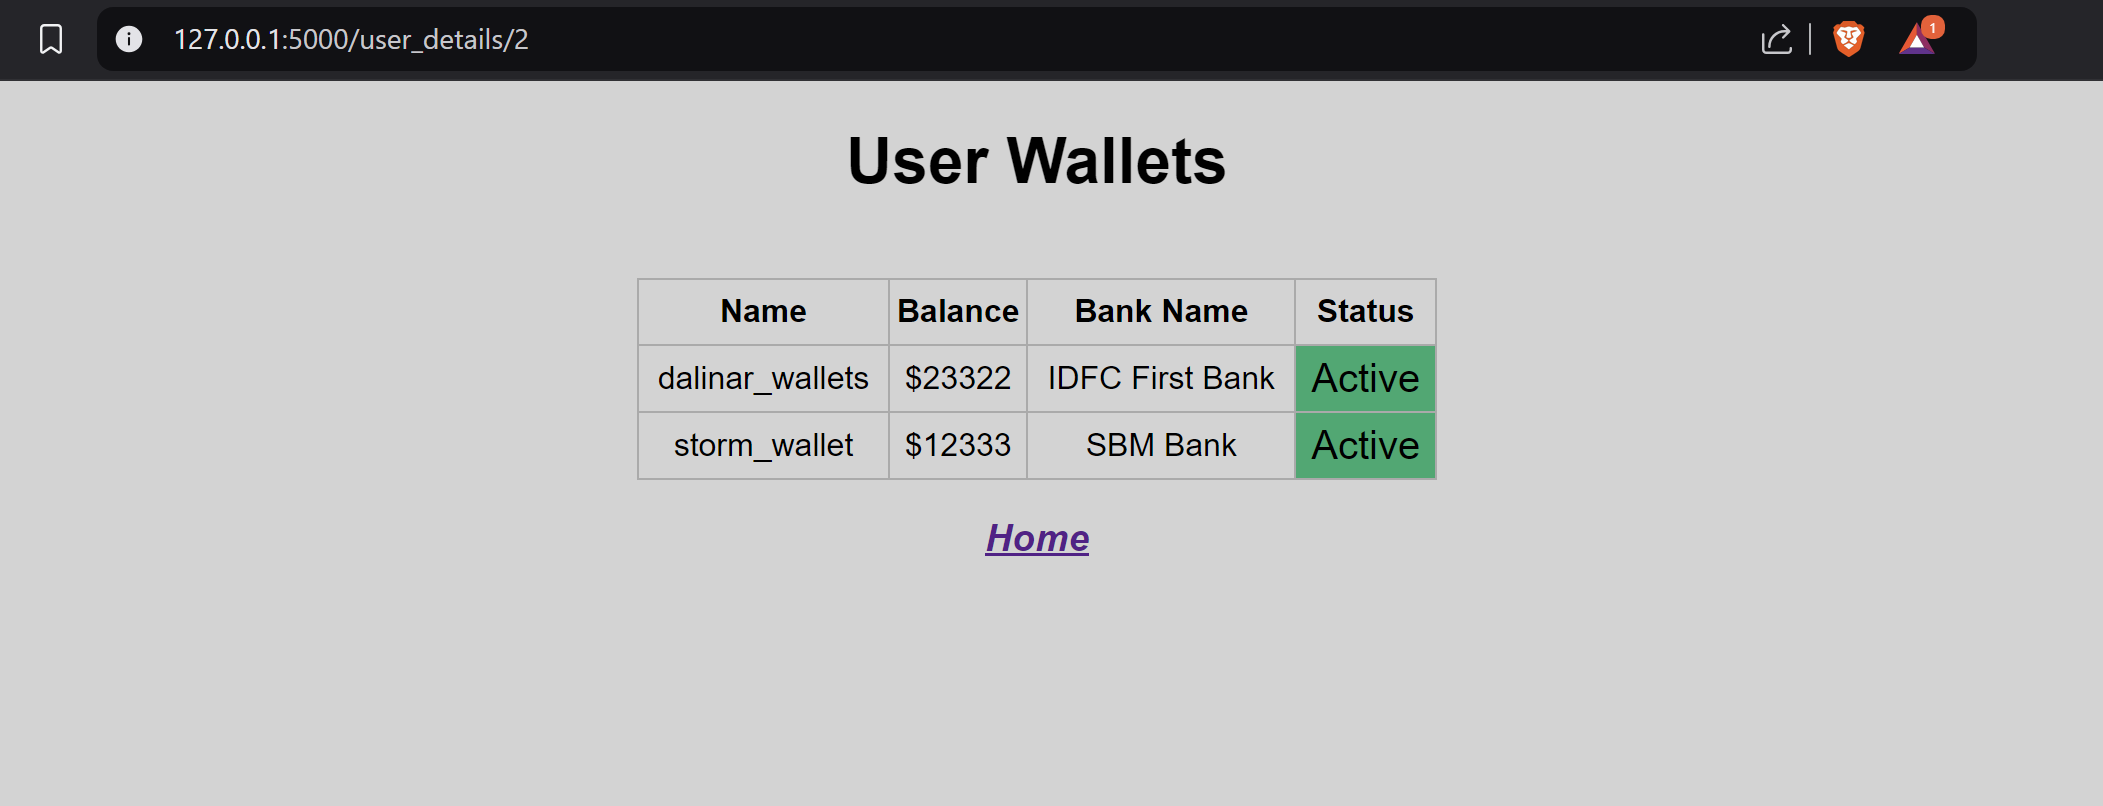 127.0.0.1:5000/user_details/2
1
User Wallets
Name Balance Bank Name Status
dalinar_wallets $23322 IDFC First Bank Active
storm_wallet $12333 SBM Bank Active
Home